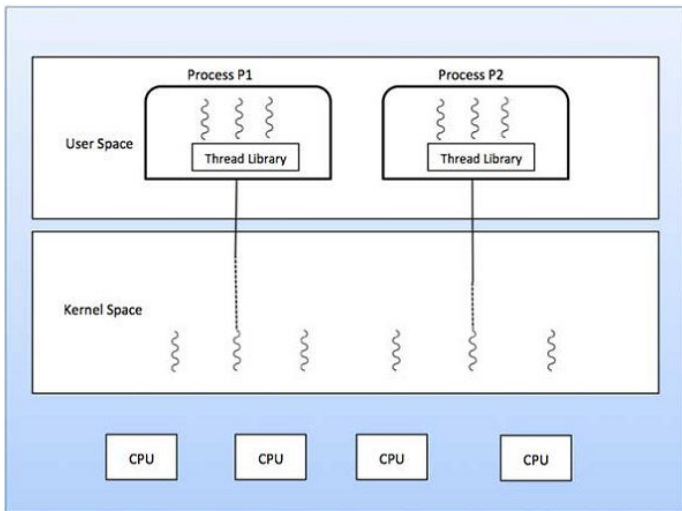 Process P1
Process P2
User Space
Thread Library
Thread Library
Kernel Space
CPU
CPU
CPU
CPU